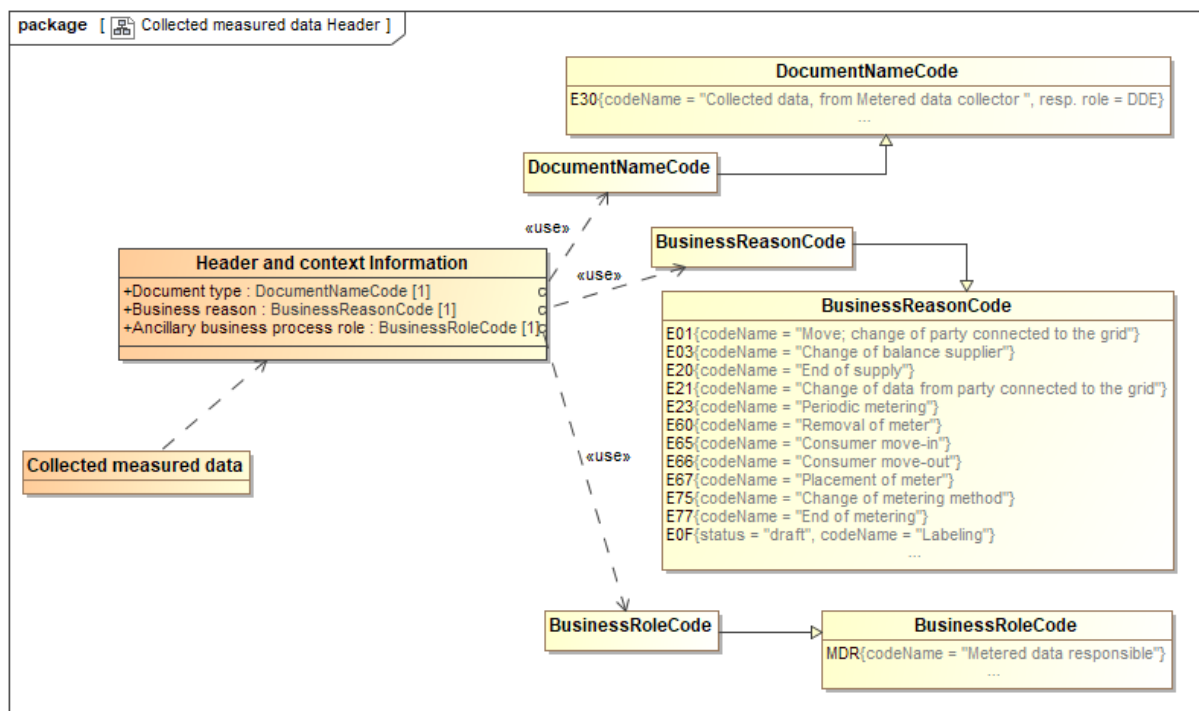 package [ Collected measured data Header ]
DocumentNameCode
E30{codeName = "Collected data, from Metered data collector ", resp. role = DDE}
...
DocumentNameCode
«use»
BusinessReasonCode
«use»
Header and context Information
+Document type : DocumentNameCode [1]
+Business reason : BusinessReasonCode [1]
+Ancillary business process role : BusinessRoleCode [1]
BusinessReasonCode
E01{codeName = "Move; change of party connected to the grid"}
E03{codeName = "Change of balance supplier"}
E20{codeName = "End of supply"}
E21{codeName = "Change of data from party connected to the grid"}
E23{codeName = "Periodic metering"}
E60{codeName = "Removal of meter"}
E65{codeName = "Consumer move-in"}
E66{codeName = "Consumer move-out"}
E67{codeName = "Placement of meter"}
E75{codeName = "Change of metering method"}
E77{codeName = "End of metering"}
E0F{status = "draft", codeName = "Labeling"}
...
Collected measured data
«use»
BusinessRoleCode
BusinessRoleCode
MDR{codeName = "Metered data responsible"}
...